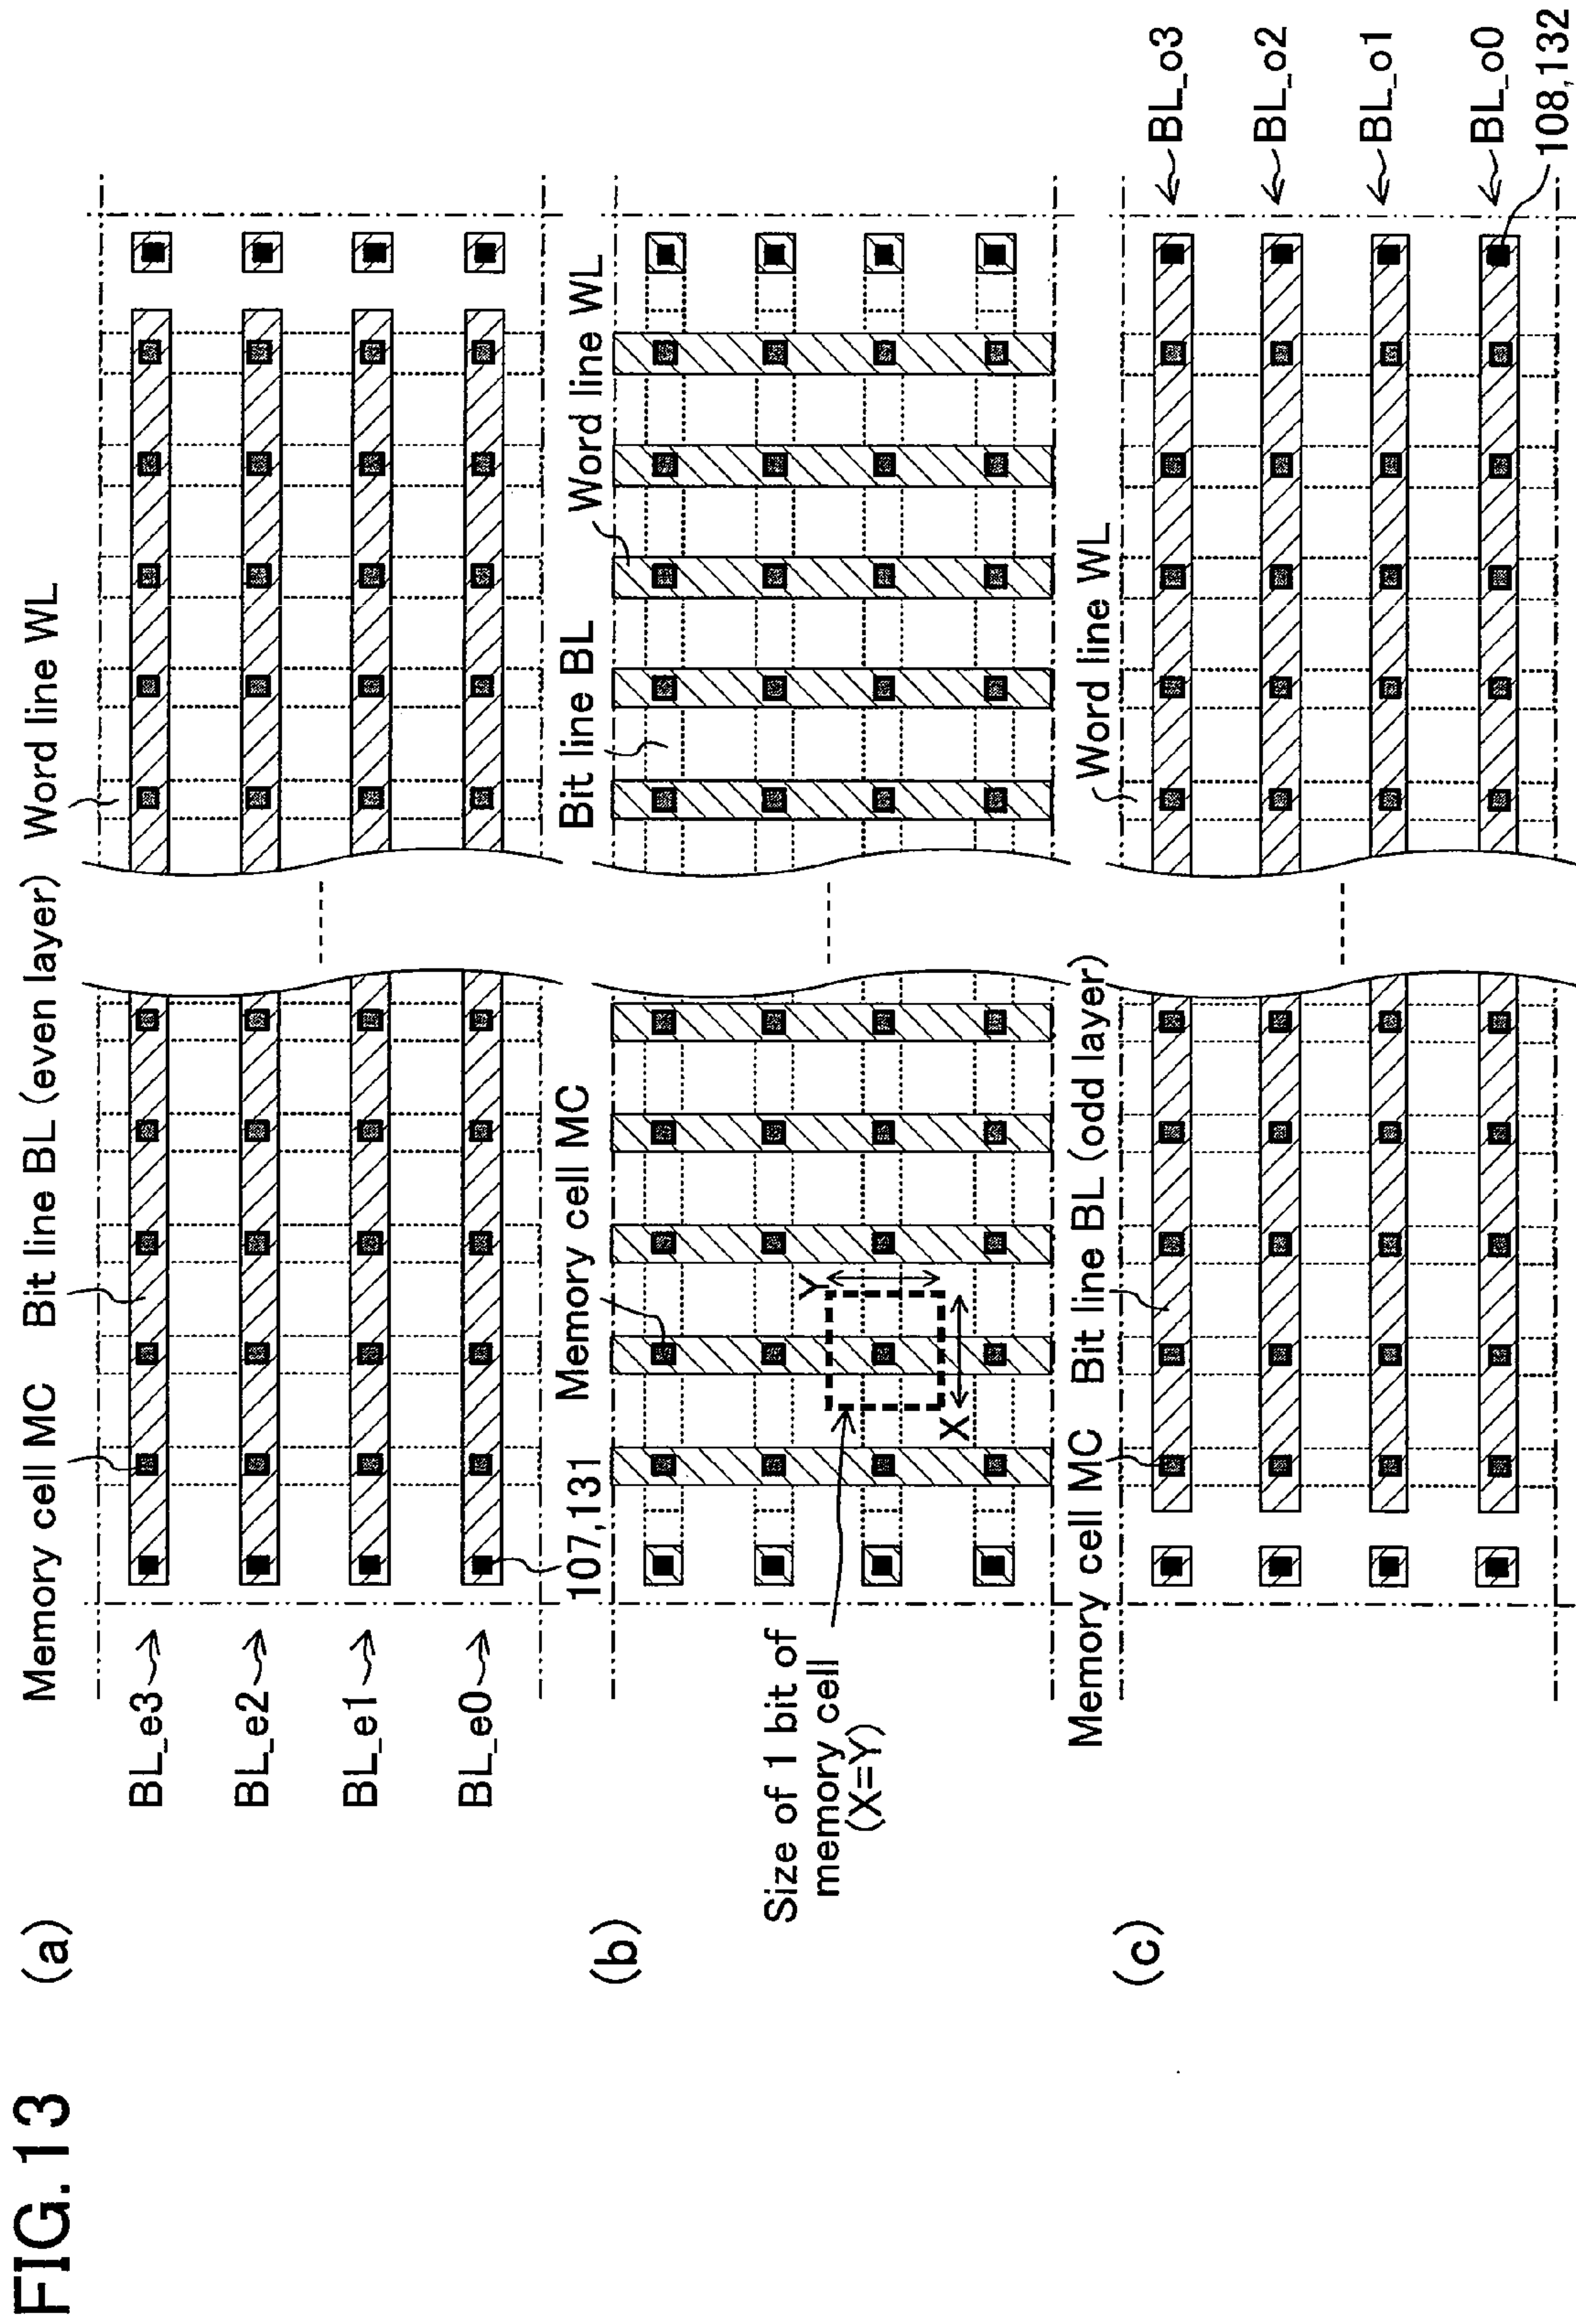 FIG.13
(a)
Memory cell MC
Bit line BL (even layer)
Word line WL
BL_e3
BL_e2
BL_e1
BL_e0
107,131
(b)
Memory cell MC
Bit line BL
Word line WL
Size of 1 bit of
memory cell
(X=Y)
X
Y
(c)
Memory cell MC
Bit line BL (odd layer)
Word line WL
BL_o3
BL_o2
BL_o1
BL_o0
108,132